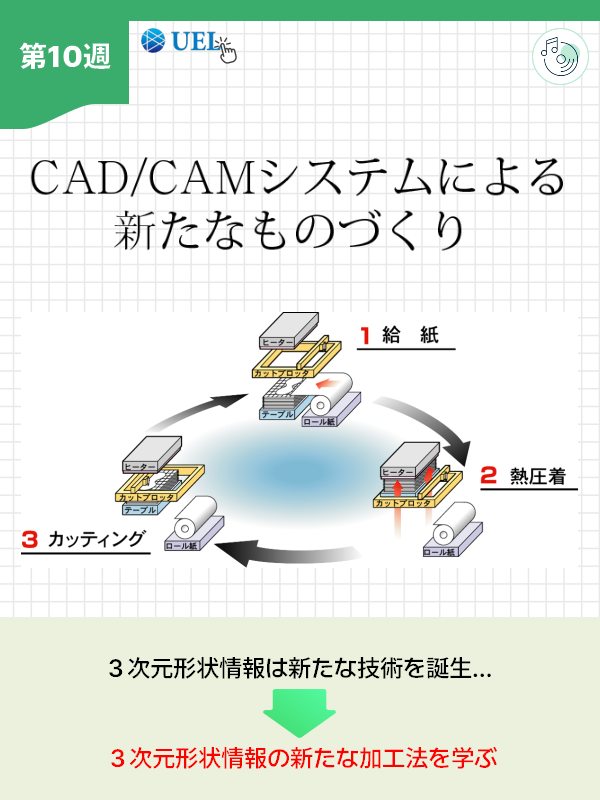 第10週
UEL
CAD/CAMシステムによる
新たなものづくり
ヒーター
カットプロッタ
テーブル
ロール紙
1 給 紙
ヒーター
カットプロッタ
ロール紙
2 熱圧着
ヒーター
カットプロッタ
テーブル
ロール紙
3 カッティング
3次元形状情報は新たな技術を誕生...
3次元形状情報の新たな加工法を学ぶ